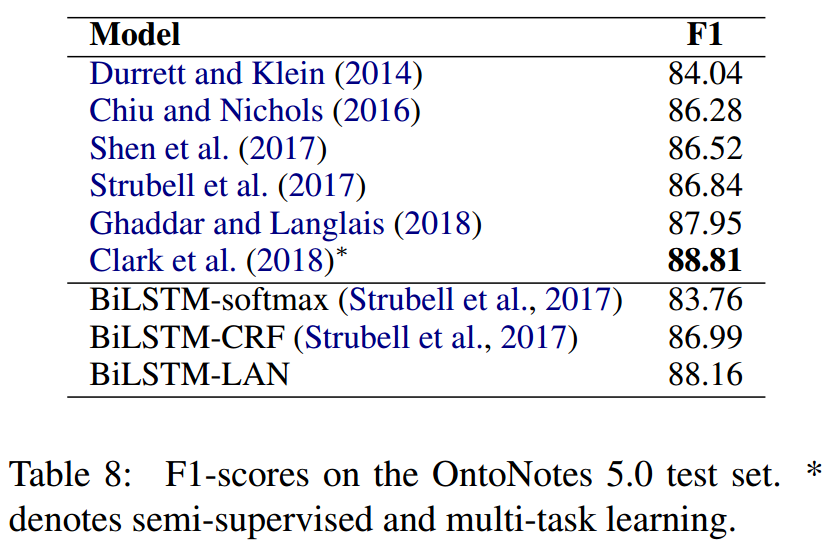 Model F1
Durrett and Klein (2014) 84.04
Chiu and Nichols (2016) 86.28
Shen et al. (2017) 86.52
Strubell et al. (2017) 86.84
Ghaddar and Langlais (2018) 87.95
Clark et al. (2018)* 88.81
BiLSTM-softmax (Strubell et al., 2017) 83.76
BiLSTM-CRF (Strubell et al., 2017) 86.99
BiLSTM-LAN 88.16
Table 8: F1-scores on the OntoNotes 5.0 test set. *
denotes semi-supervised and multi-task learning.